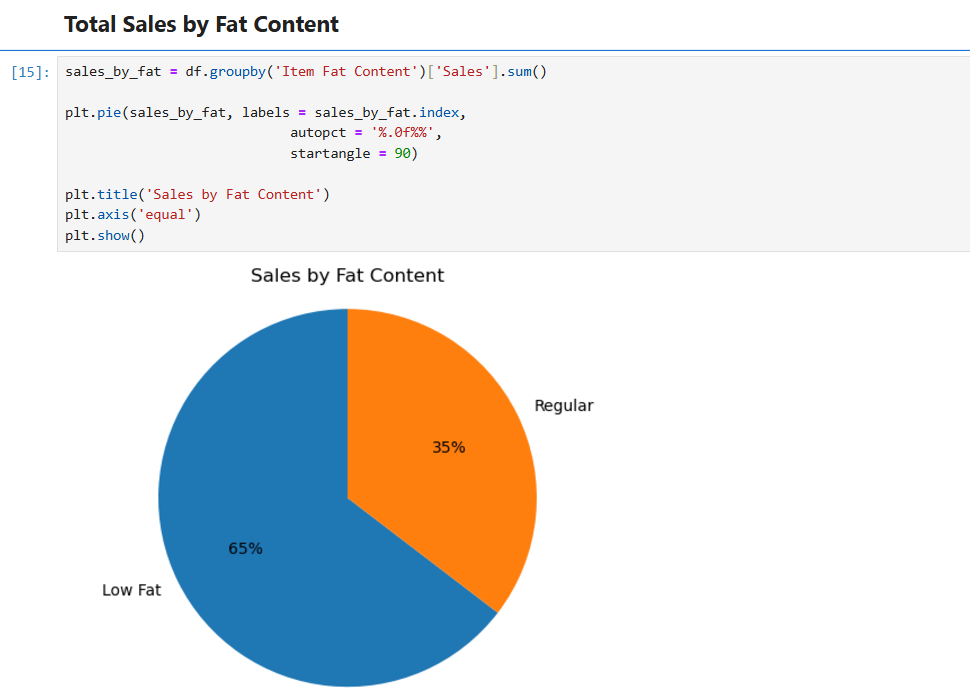 Total Sales by Fat Content
[15]: sales_by_fat = df.groupby('Item Fat Content')['Sales'].sum()
plt.pie(sales_by_fat, labels = sales_by_fat.index,
autopct = '%.0f%%',
startangle = 90)
plt.title('Sales by Fat Content')
plt.axis('equal')
plt.show()
Sales by Fat Content
Regular
35%
65%
Low Fat